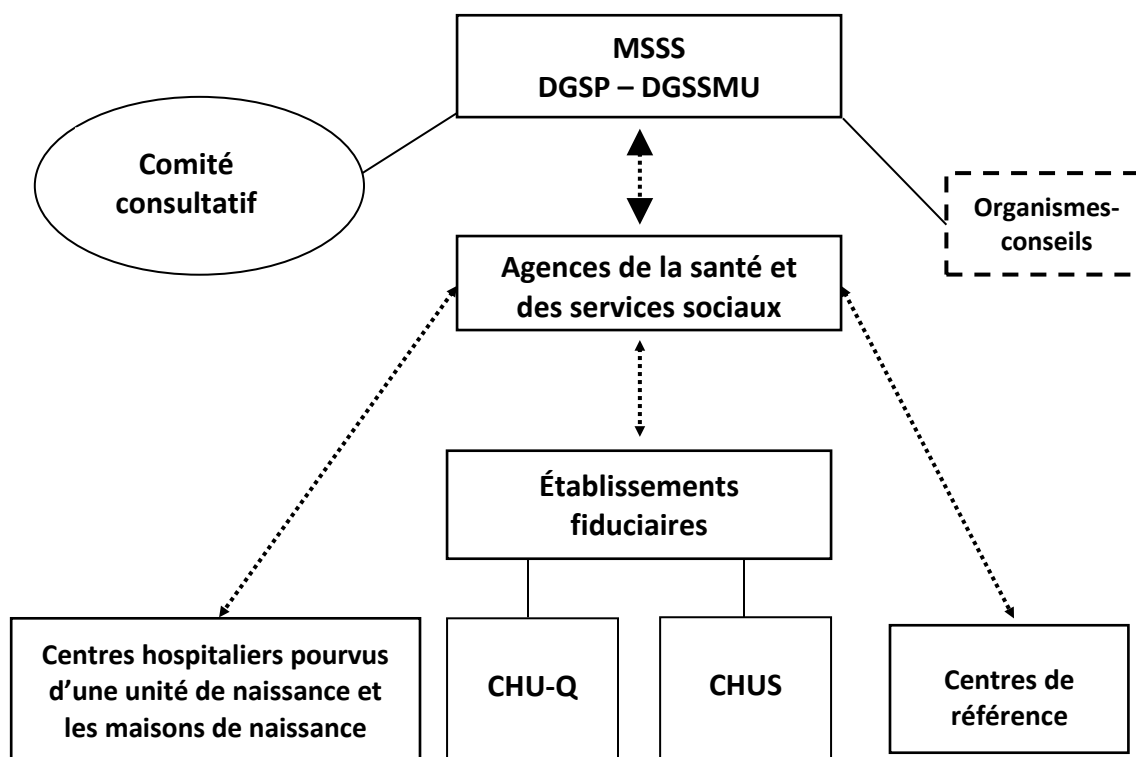 MSSS
DGSP – DGSSMU
Comité
consultatif
Organismes-
conseils
Agences de la santé et
des services sociaux
Établissements
fiduciaires
Centres hospitaliers pourvus
d’une unité de naissance et
les maisons de naissance
CHU-Q
CHUS
Centres de
référence